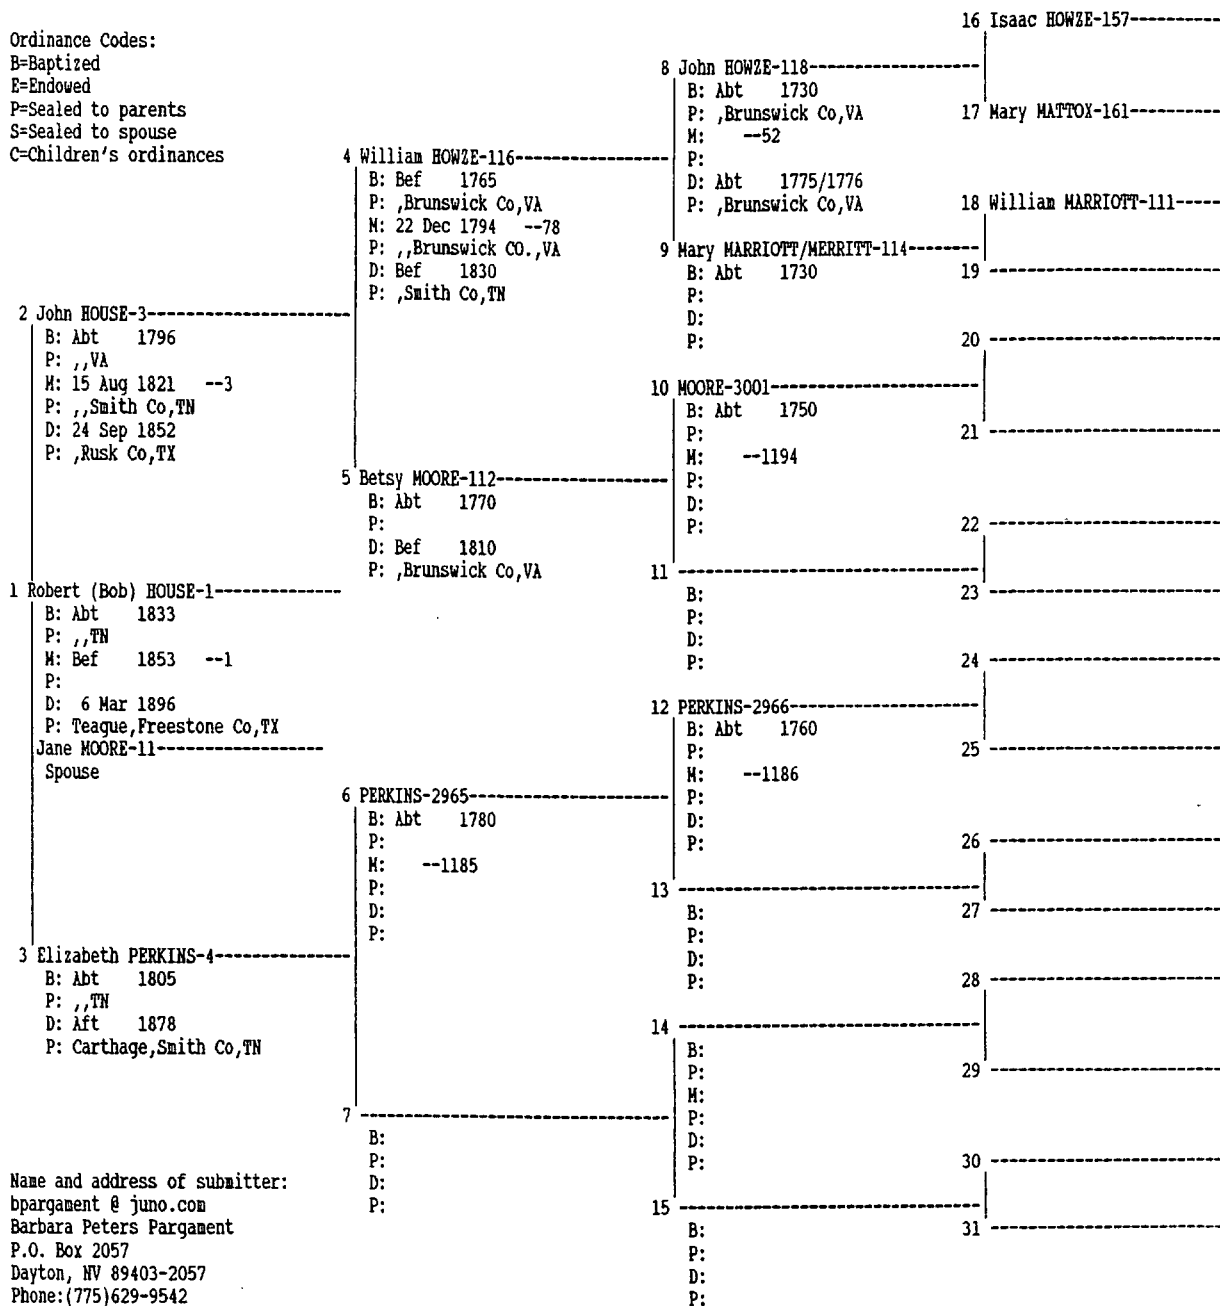 Ordinance Codes:
B=Baptized
E=Endowed
P=Sealed to parents
S=Sealed to spouse
C=Children's ordinances
1 Robert (Bob) HOUSE-1
B: Abt 1833
P: ,,TN
M: Bef 1853 --1
P:
D: 6 Mar 1896
P: Teague,Freestone Co,TX
Jane MOORE-11
Spouse
2 John HOUSE-3
B: Abt 1796
P: ,,VA
M: 15 Aug 1821 --3
P: ,,Smith Co,TN
D: 24 Sep 1852
P: ,Rusk Co,TX
3 Elizabeth PERKINS-4
B: Abt 1805
P: ,,TN
D: Aft 1878
P: Carthage,Smith Co,TN
4 William HOWZE-116
B: Bef 1765
P: ,Brunswick Co,VA
M: 22 Dec 1794 --78
P: ,,Brunswick CO.,VA
D: Bef 1830
P: ,Smith Co,TN
5 Betsy MOORE-112
B: Abt 1770
P:
D: Bef 1810
P: ,Brunswick Co,VA
6 PERKINS-2965
B: Abt 1780
P:
M: --1185
P:
D:
P:
7
B:
P:
D:
P:
8 John HOWZE-118
B: Abt 1730
P: ,Brunswick Co,VA
M: --52
P:
D: Abt 1775/1776
P: ,Brunswick Co,VA
9 Mary MARRIOTT/MERRITT-114
B: Abt 1730
P:
D:
P:
10 MOORE-3001
B: Abt 1750
P:
M: --1194
P:
D:
P:
11
B:
P:
D:
P:
12 PERKINS-2966
B: Abt 1760
P:
M: --1186
P:
D:
P:
13
B:
P:
D:
P:
14
B:
P:
M:
P:
D:
P:
15
B:
P:
D:
P:
16 Isaac HOWZE-157
17 Mary MATTOX-161
18 William MARRIOTT-111
19
20
21
22
23
24
25
26
27
28
29
30
31
Name and address of submitter:
bpargament @ juno.com
Barbara Peters Pargament
P.O. Box 2057
Dayton, NV 89403-2057
Phone:(775)629-9542